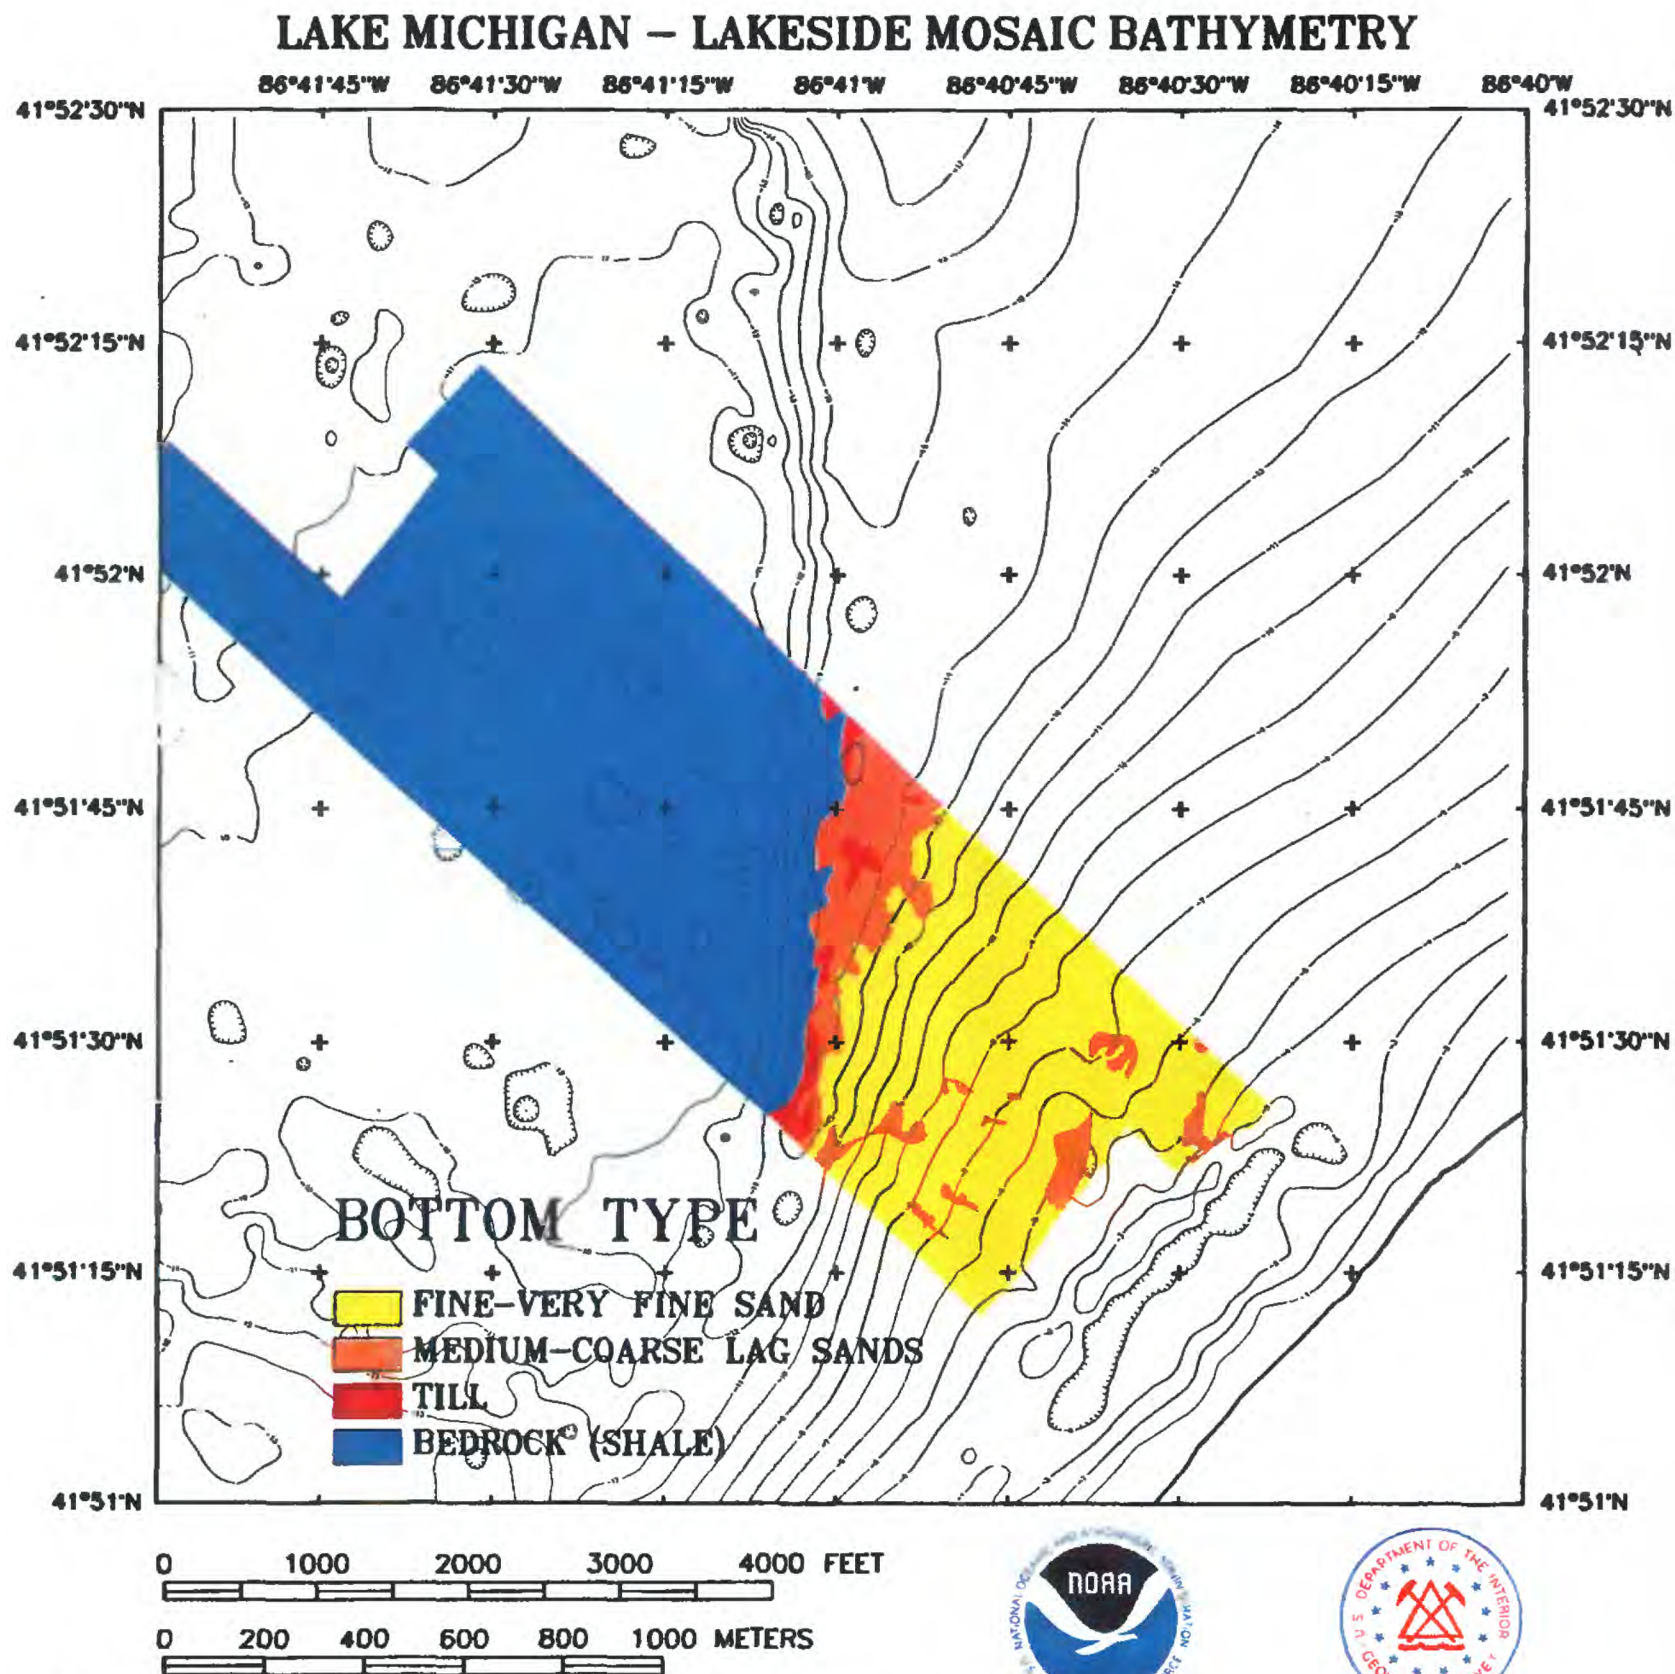 LAKE MICHIGAN – LAKESIDE MOSAIC BATHYMETRY
86°41'45"W 86°41'30"W 86°41'15"W 86°41'W 86°40'45"W 86°40'30"W 86°40'15"W 86°40'W
41°52'30"N 41°52'30"N
41°52'15"N 41°52'15"N
41°52'N 41°52'N
41°51'45"N 41°51'45"N
41°51'30"N 41°51'30"N
41°51'15"N 41°51'15"N
41°51'N 41°51'N
BOTTOM TYPE
FINE-VERY FINE SAND
MEDIUM-COARSE LAG SANDS
TILL
BEDROCK (SHALE)
0 1000 2000 3000 4000 FEET
0 200 400 600 800 1000 METERS
NOAA
U.S. DEPARTMENT OF THE INTERIOR